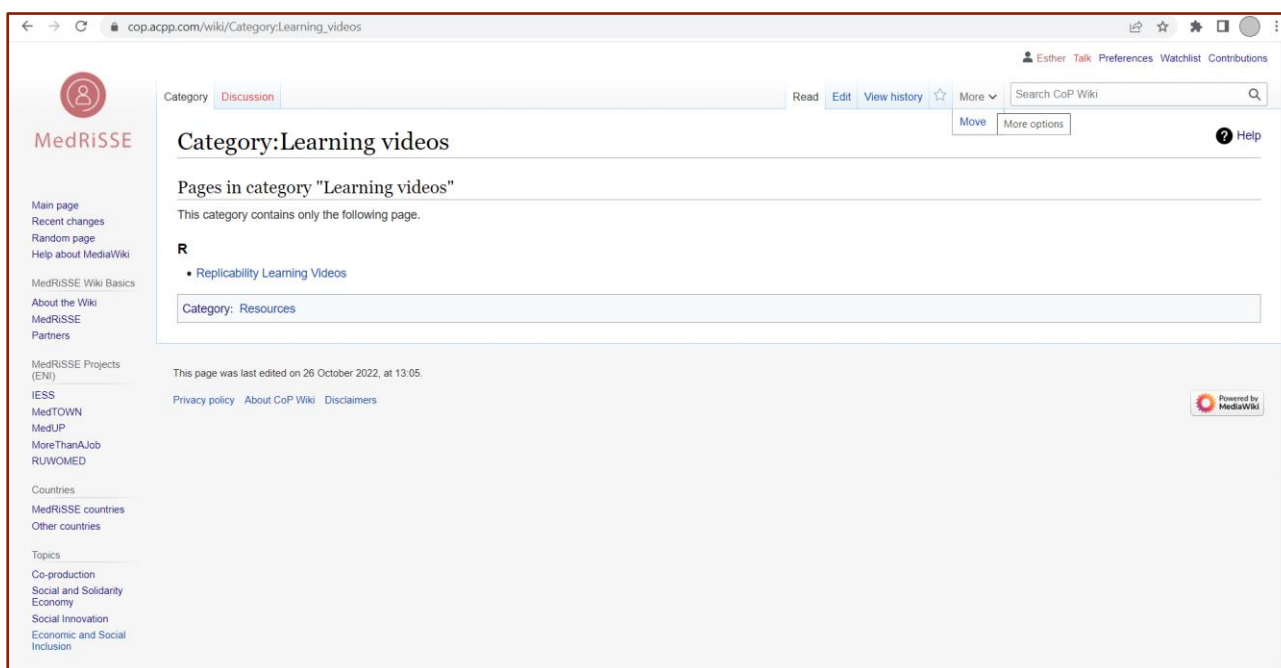 cop.acpp.com/wiki/Category:Learning_videos
Esther Talk Preferences Watchlist Contributions
Category Discussion Read Edit View history More Search CoP Wiki
Move More options
MedRiSSE
Category:Learning videos
Help
Pages in category "Learning videos"
This category contains only the following page.
R
• Replicability Learning Videos
Category: Resources
This page was last edited on 26 October 2022, at 13:05.
Privacy policy About CoP Wiki Disclaimers
Powered by
MediaWiki
Main page
Recent changes
Random page
Help about MediaWiki
MedRiSSE Wiki Basics
About the Wiki
MedRiSSE
Partners
MedRiSSE Projects
(ENI)
IESS
MedTOWN
MedUP
MoreThanAJob
RUWOMED
Countries
MedRiSSE countries
Other countries
Topics
Co-production
Social and Solidarity
Economy
Social Innovation
Economic and Social
Inclusion